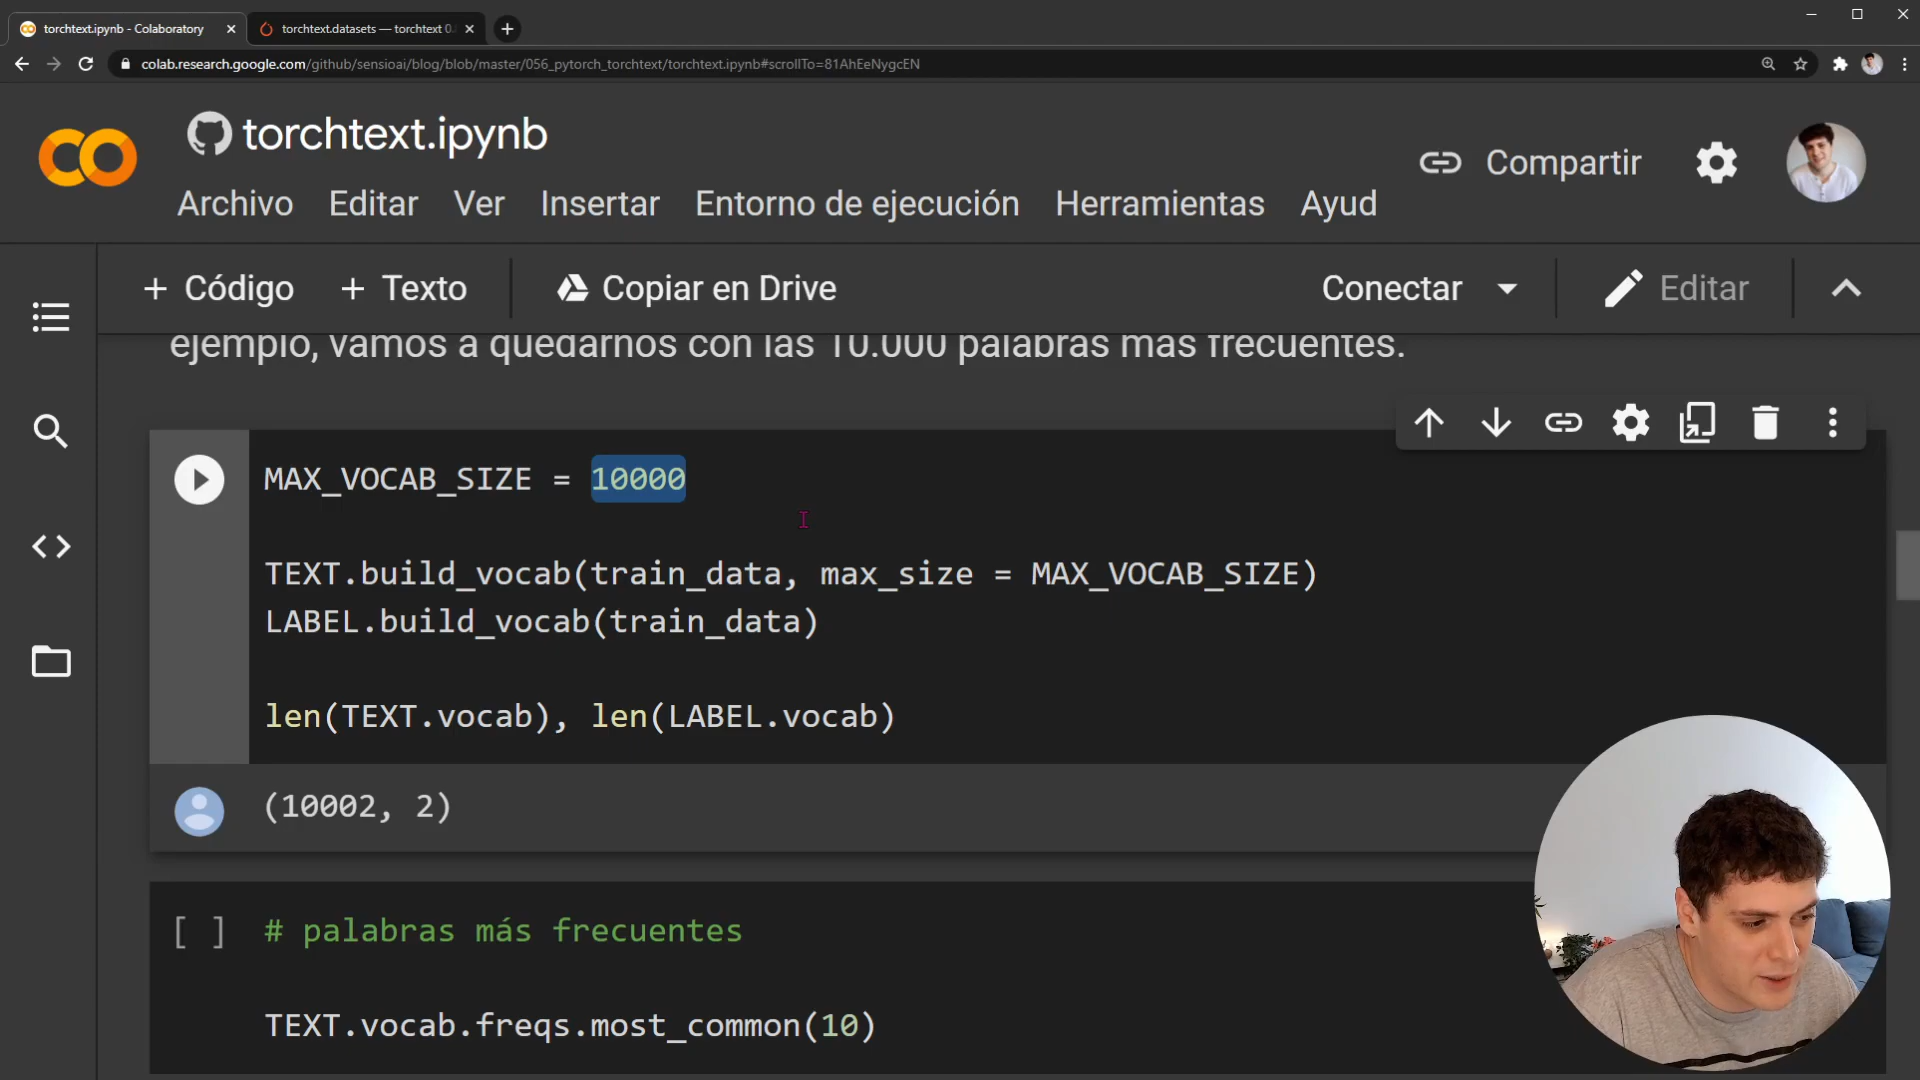 torchtext.ipynb - Colaboratory
torchtext.datasets — torchtext 0.
colab.research.google.com/github/sensioai/blog/blob/master/056_pytorch_torchtext/torchtext.ipynb#scrollTo=81AhEeNygcEN
torchtext.ipynb
Compartir
Archivo Editar Ver Insertar Entorno de ejecución Herramientas Ayud
+ Código + Texto Copiar en Drive Conectar Editar
ejemplo, vamos a quedarnos con las 10.000 palabras más frecuentes.
MAX_VOCAB_SIZE = 10000
TEXT.build_vocab(train_data, max_size = MAX_VOCAB_SIZE)
LABEL.build_vocab(train_data)
len(TEXT.vocab), len(LABEL.vocab)
(10002, 2)
[ ] # palabras más frecuentes
TEXT.vocab.freqs.most_common(10)